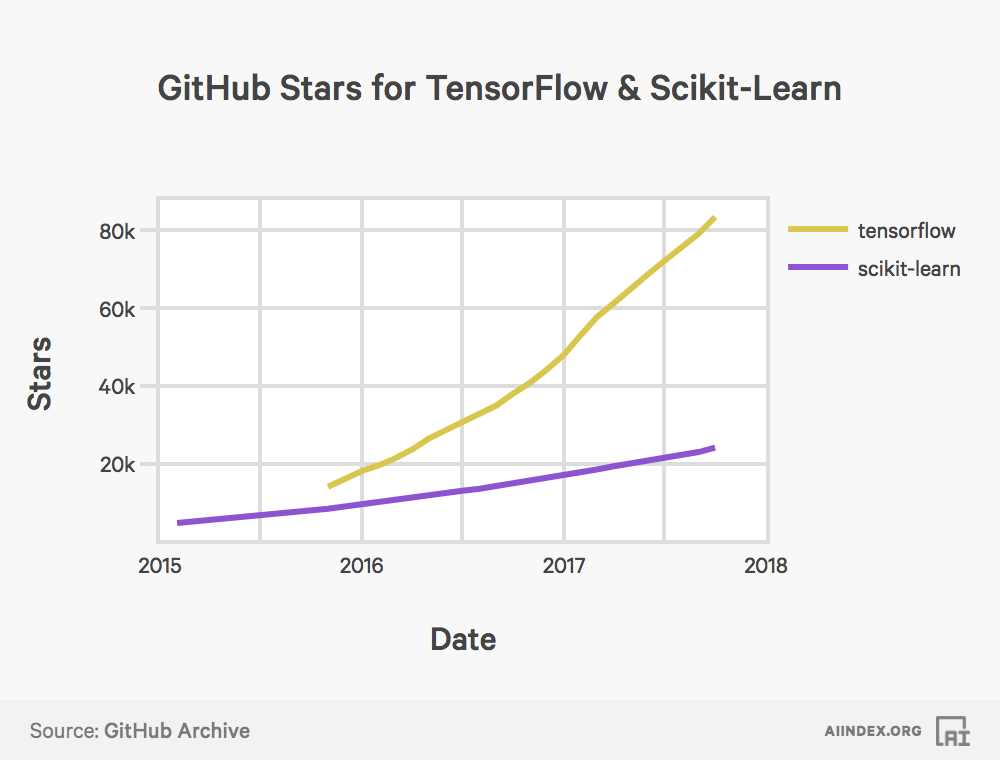 GitHub Stars for TensorFlow & Scikit-Learn
80k
60k
40k
20k
Stars
2015 2016 2017 2018
Date
tensorflow
scikit-learn
Source: GitHub Archive
AIINDEX.ORG
AI